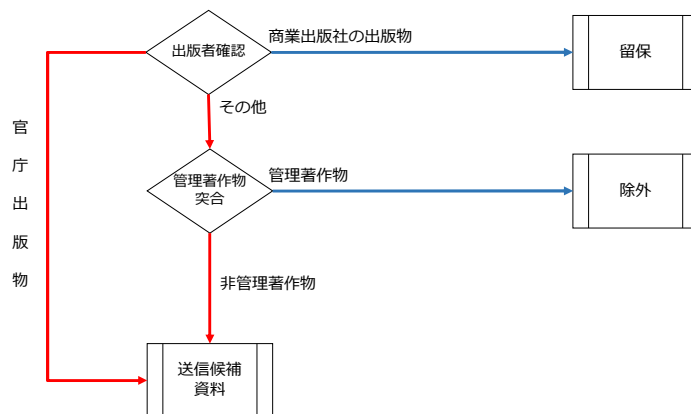 出版者確認
商業出版社の出版物
留保
その他
官庁出版物
管理著作物
突合
管理著作物
除外
非管理著作物
送信候補
資料